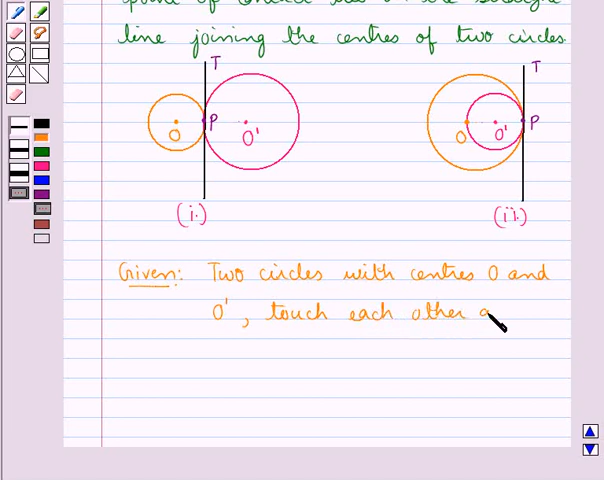 line joining the centres of two circles
T
T
O
P
O'
O
O'
P
(i.)
(ii.)
Given: Two circles with centres O and
O', touch each other a